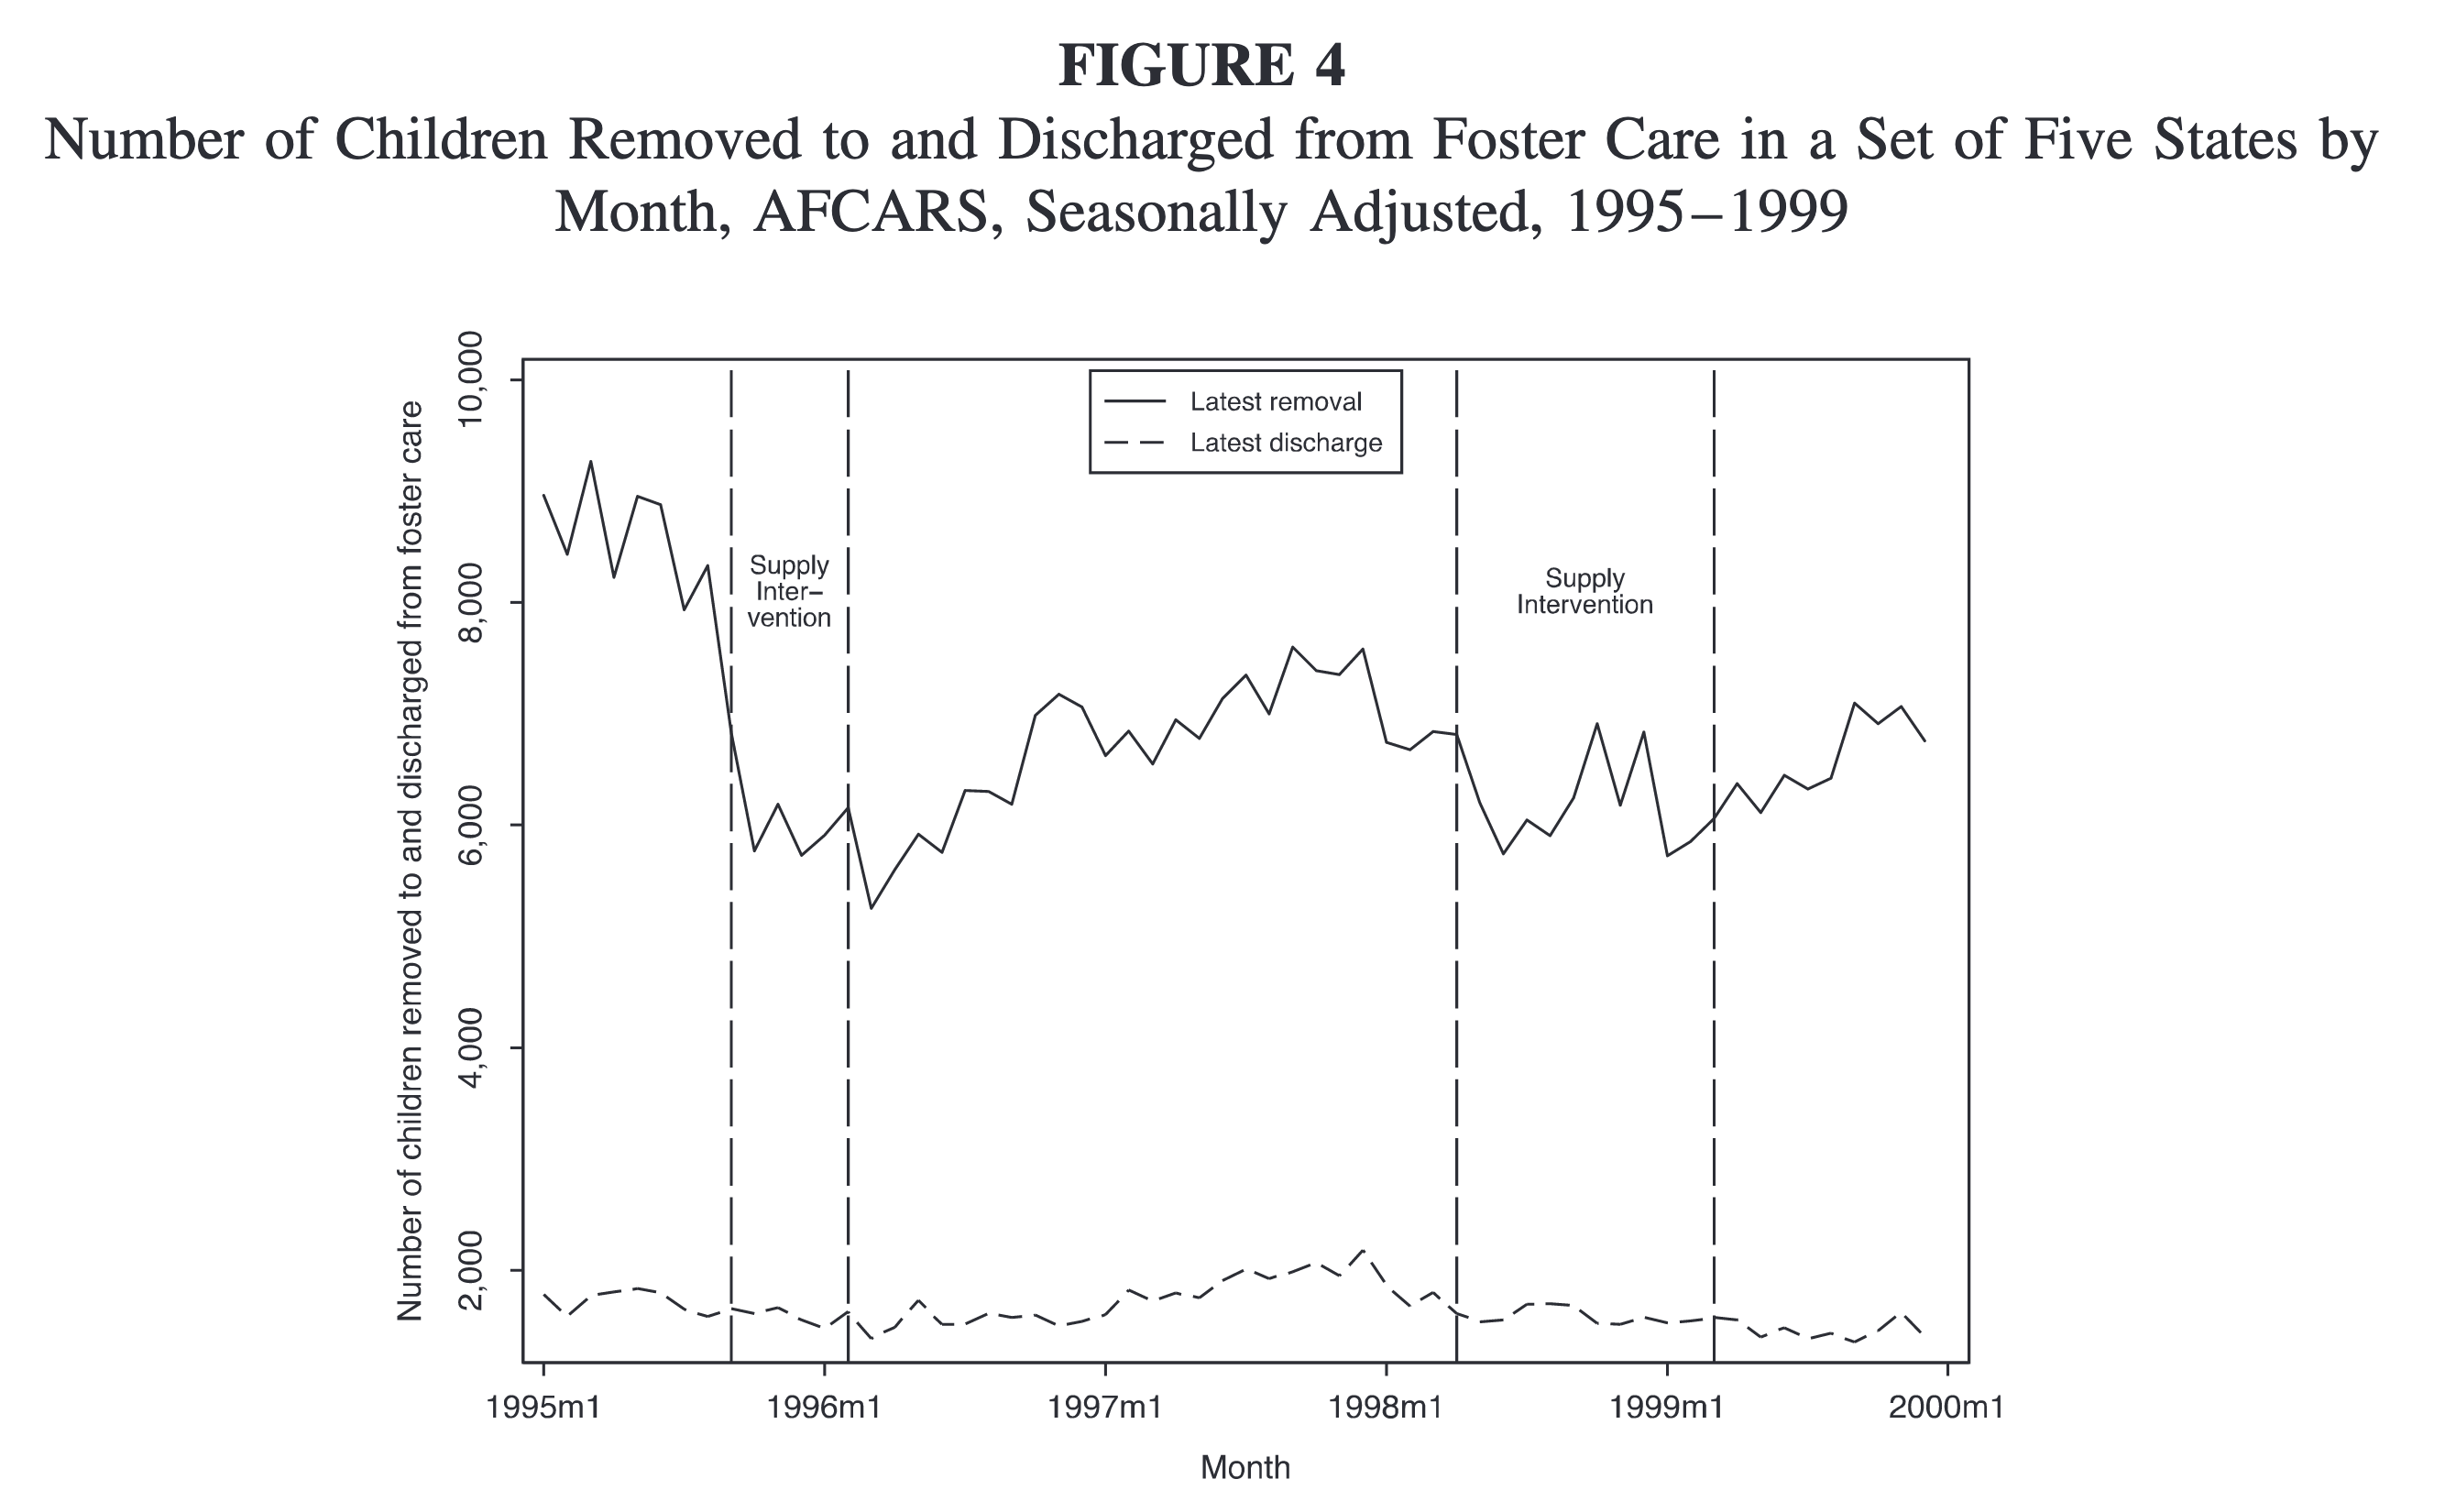 FIGURE 4
Number of Children Removed to and Discharged from Foster Care in a Set of Five States by
Month, AFCARS, Seasonally Adjusted, 1995–1999
Number of children removed to and discharged from foster care
10,000
8,000
6,000
4,000
2,000
Latest removal
Latest discharge
Supply
Inter–
vention
Supply
Intervention
1995m1
1996m1
1997m1
1998m1
1999m1
2000m1
Month